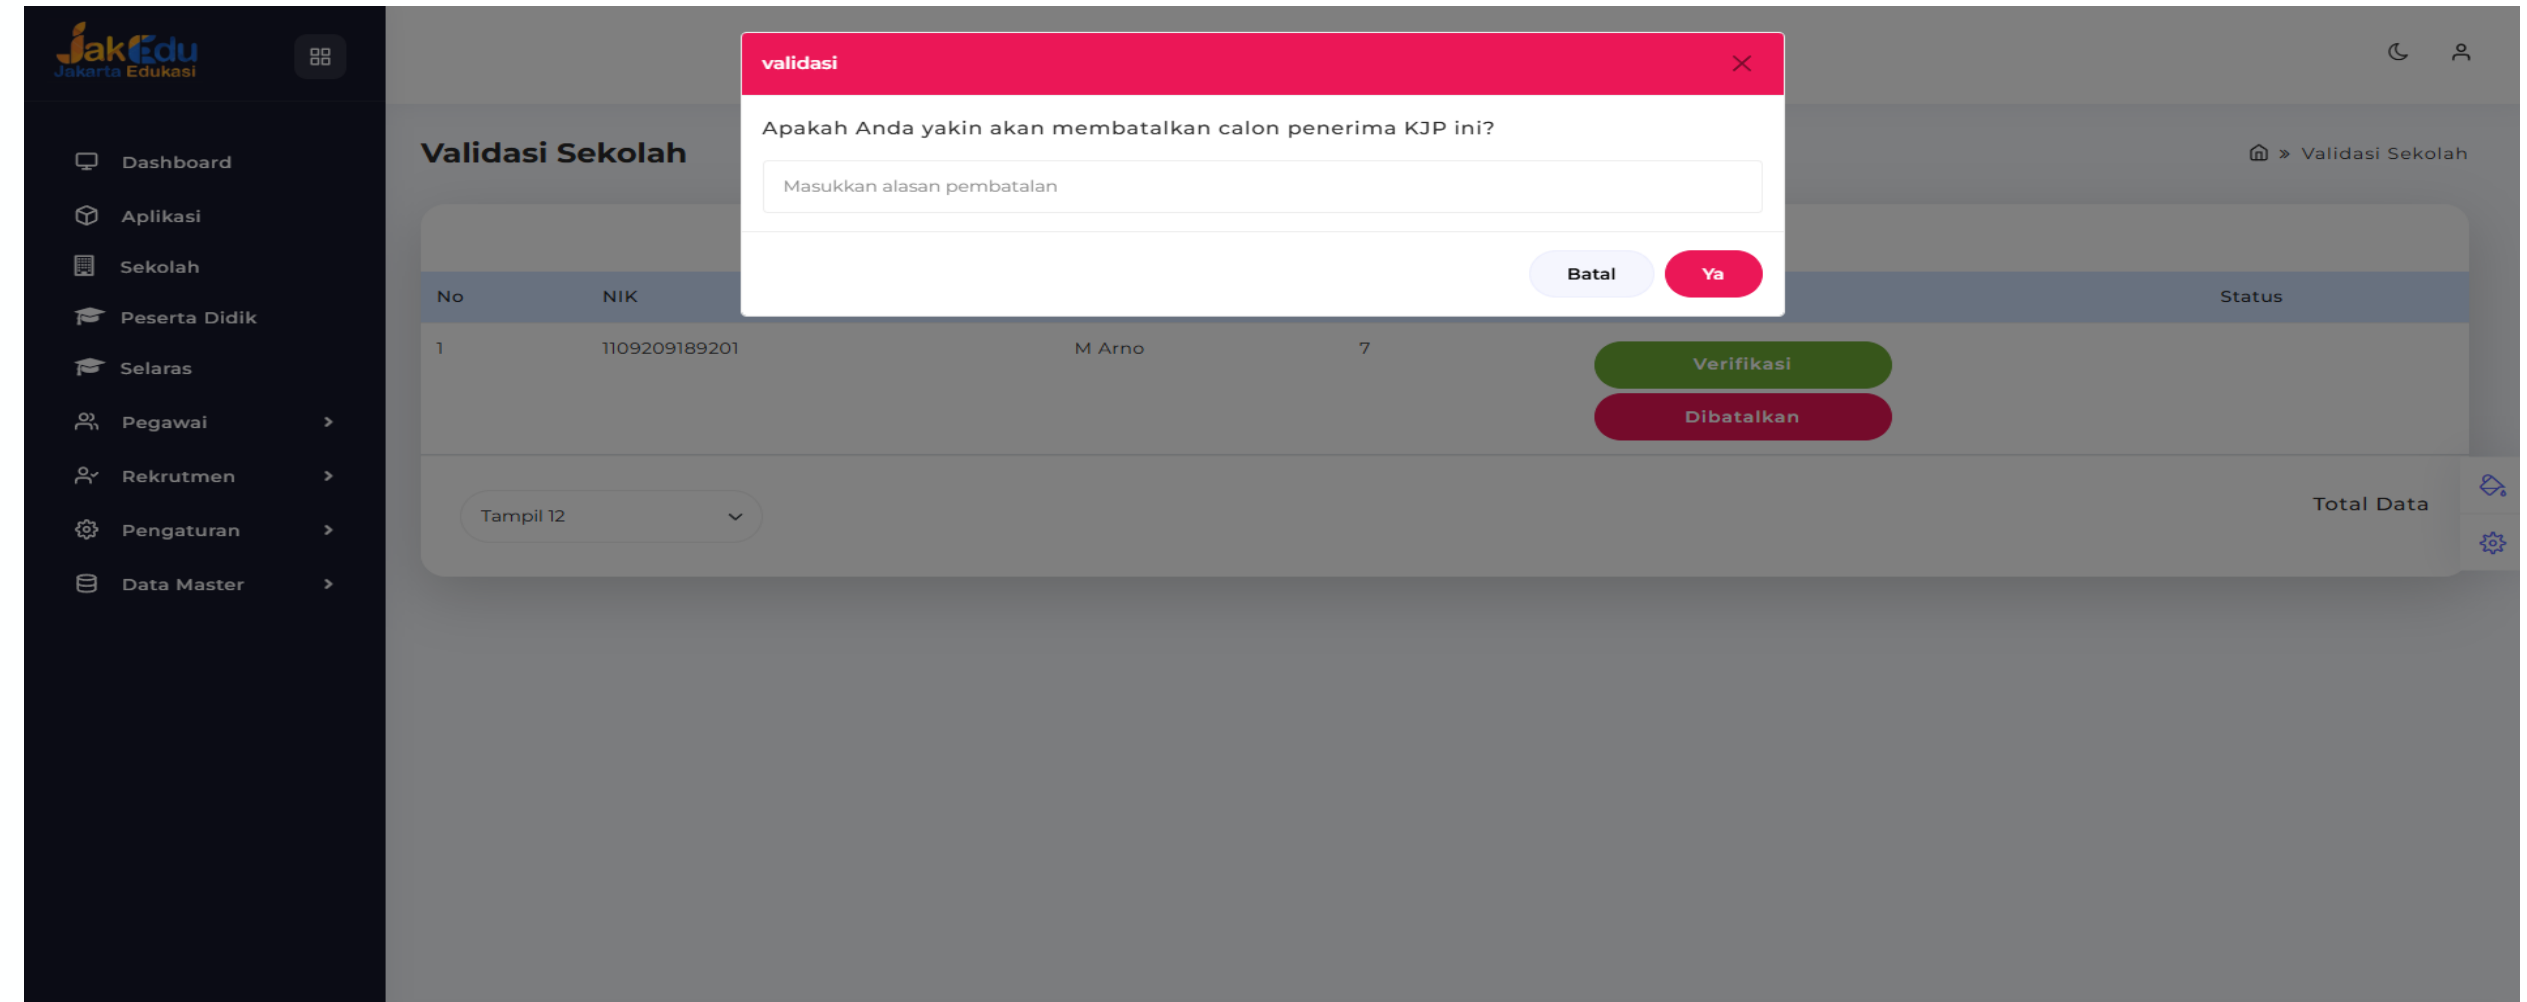 JakEdu
Jakarta Edukasi
Dashboard
Aplikasi
Sekolah
Peserta Didik
Selaras
Pegawai
Rekrutmen
Pengaturan
Data Master
validasi
Apakah Anda yakin akan membatalkan calon penerima KJP ini?
Masukkan alasan pembatalan
Batal Ya
Validasi Sekolah
» Validasi Sekolah
No NIK Status
1 1109209189201 M Arno 7 Verifikasi
Dibatalkan
Tampil 12
Total Data